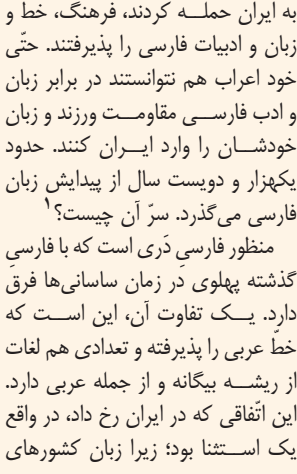 به ایران حمله کردند، فرهنگ، خط و
زبان و ادبیات فارسی را پذیرفتند. حتّی
خود اعراب هم نتوانستند در برابر زبان
و ادب فارسی مقاومت ورزند و زبان
خودشان را وارد ایران کنند. حدود
یکهزار و دویست سال از پیدایش زبان
فارسی می‌گذرد. سرّ آن چیست؟۱
منظور فارسیِ دَری است که با فارسیِ
گذشته پهلوی در زمان ساسانی‌ها فرق
دارد. یک تفاوت آن، این است که
خطّ عربی را پذیرفته و تعدادی هم لغات
از ریشه بیگانه و از جمله عربی دارد.
این اتّفاقی که در ایران رخ داد، در واقع
یک استثنا بود؛ زیرا زبان کشورهای